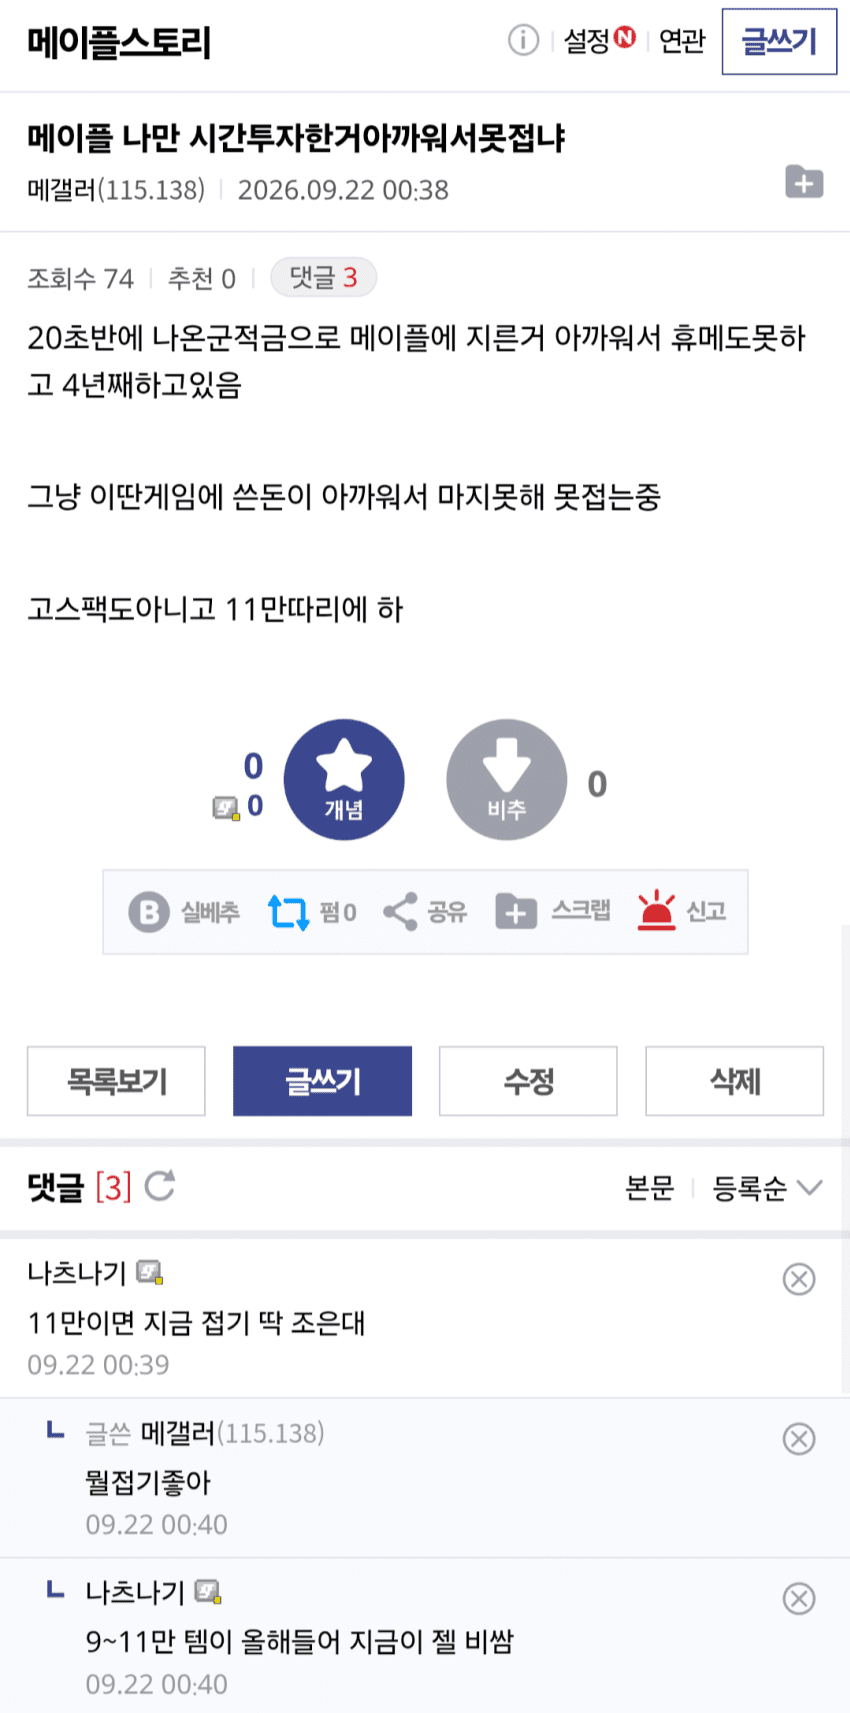 메이플스토리
설정 N 연관 글쓰기
메이플 나만 시간투자한거아까워서못접냐
메갤러(115.138) 2026.09.22 00:38
조회수 74 추천 0 댓글 3
20초반에 나온군적금으로 메이플에 지른거 아까워서 휴메도못하
고 4년째하고있음
그냥 이딴게임에 쓴돈이 아까워서 마지못해 못접는중
고스팩도아니고 11만따리에 하
0
0
개념
비추
0
B 실베추 펌 0 공유 스크랩 신고
목록보기 글쓰기 수정 삭제
댓글 [3] 본문 등록순
나츠나기
11만이면 지금 접기 딱 조은대
09.22 00:39
글쓴 메갤러(115.138)
뭘접기좋아
09.22 00:40
나츠나기
9~11만 템이 올해들어 지금이 젤 비쌈
09.22 00:40